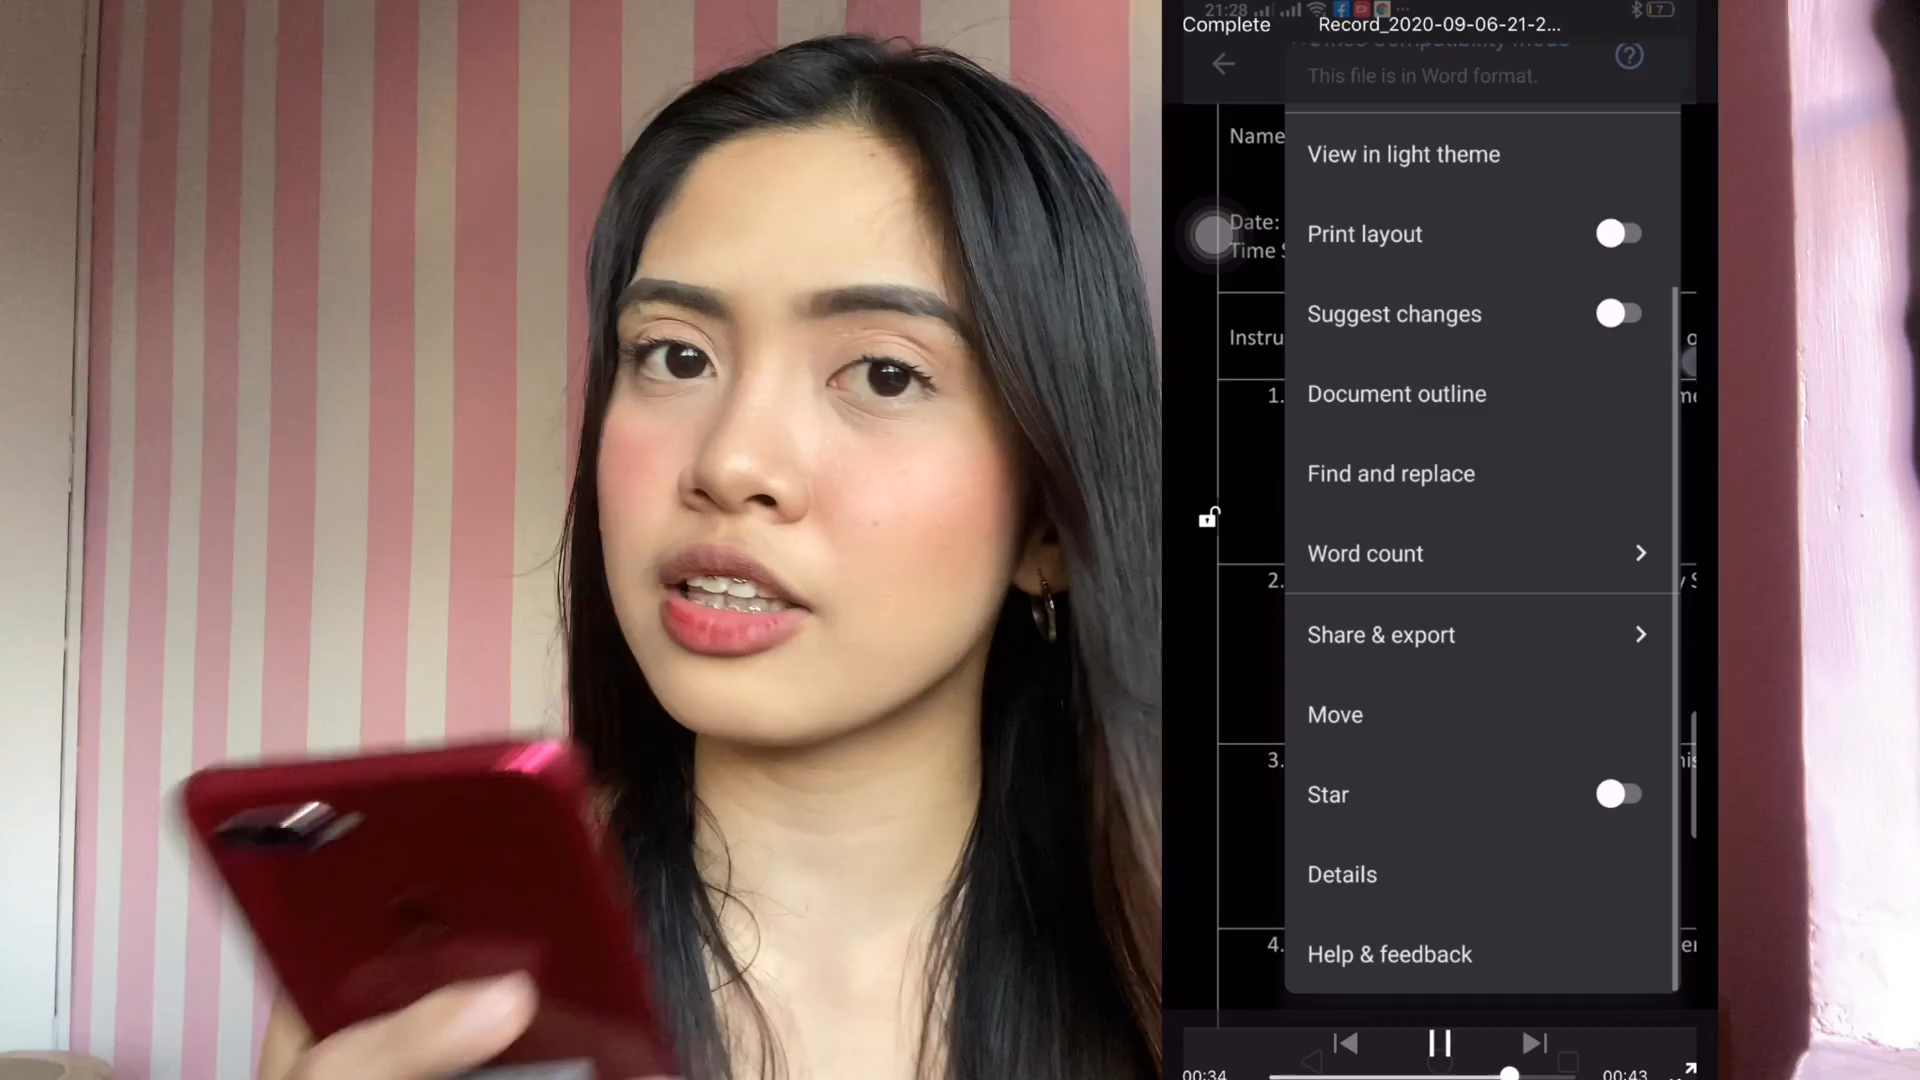 21:28
7
Complete
Record_2020-09-06-21-2...
This file is in Word format.
?
Name
View in light theme
Date:
Print layout
Time
Suggest changes
Instru
1.
Document outline
Find and replace
Word count
2.
Share & export
Move
3.
Star
Details
4.
Help & feedback
00:34
00:43